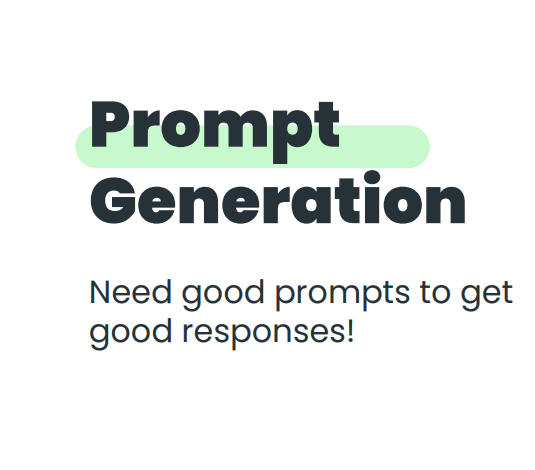 Prompt
Generation
Need good prompts to get
good responses!